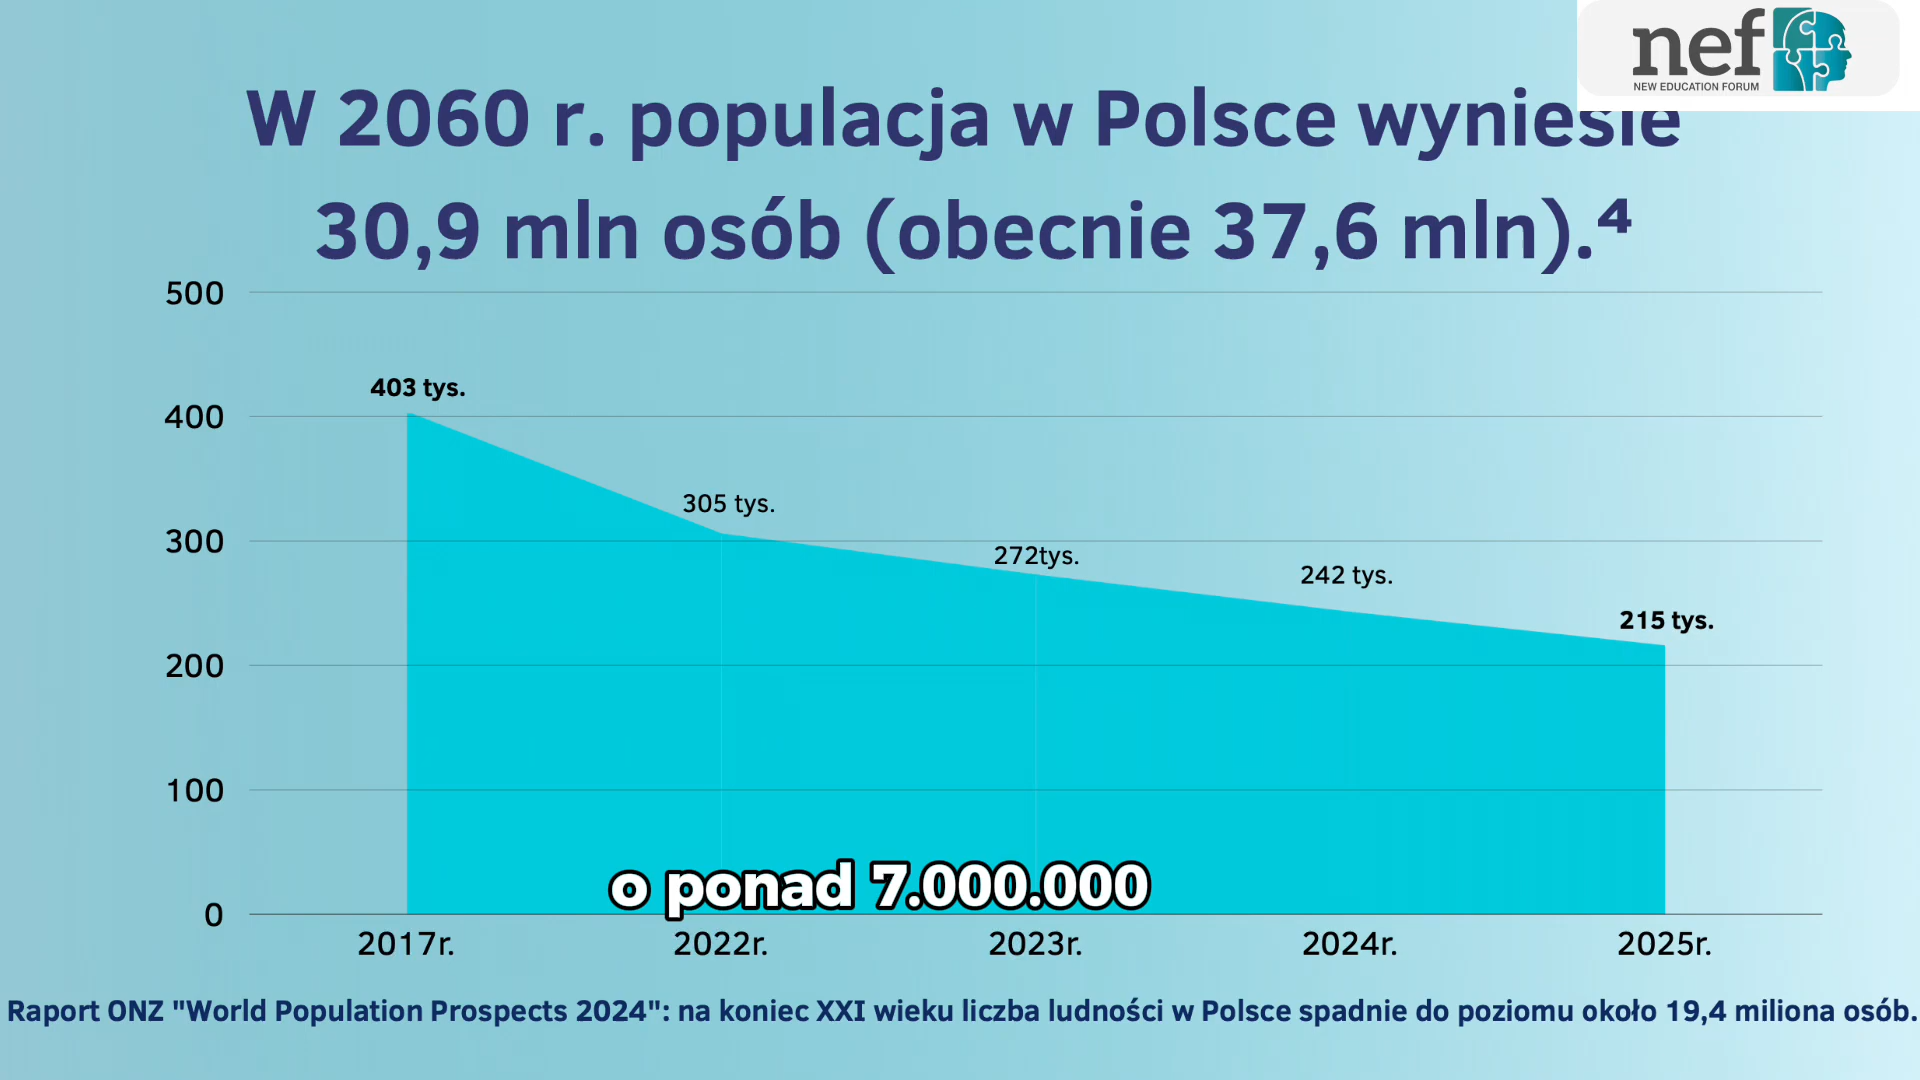 nef
NEW EDUCATION FORUM
W 2060 r. populacja w Polsce wyniesie
30,9 mln osób (obecnie 37,6 mln).⁴
500
403 tys.
400
305 tys.
300
272tys.
242 tys.
215 tys.
200
100
o ponad 7.000.000
0
2017r. 2022r. 2023r. 2024r. 2025r.
Raport ONZ "World Population Prospects 2024": na koniec XXI wieku liczba ludności w Polsce spadnie do poziomu około 19,4 miliona osób.